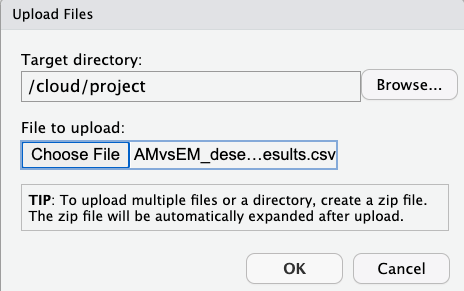 Upload Files
Target directory:
/cloud/project
Browse...
File to upload:
Choose File AMvsEM_dese...esults.csv
TIP: To upload multiple files or a directory, create a zip file.
The zip file will be automatically expanded after upload.
OK
Cancel